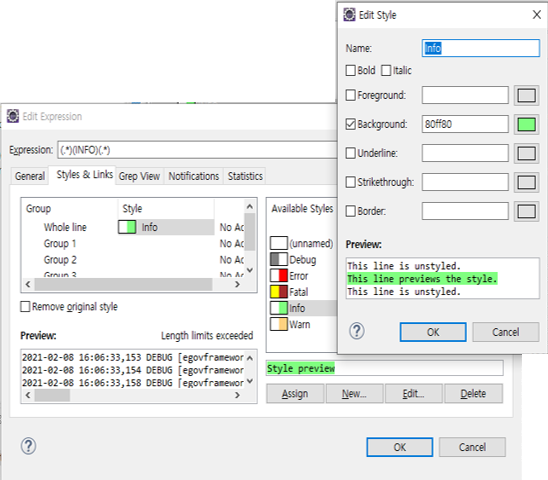 Edit Style
Name:
Info
Bold
Italic
Foreground:
Background:
80ff80
Underline:
Strikethrough:
Border:
Preview:
This line is unstyled.
This line previews the style.
This line is unstyled.
OK
Cancel
Edit Expression
Expression:
(.*)(INFO)(.*)
General
Styles & Links
Grep View
Notifications
Statistics
Group
Style
Whole line
Info
No Ac
Group 1
No Ac
Group 2
No Ac
Group 3
No Ac
Remove original style
Preview:
Length limits exceeded
2021-02-08 16:06:33,153 DEBUG [egovframewor
2021-02-08 16:06:33,154 DEBUG [egovframewor
2021-02-08 16:06:33,158 DEBUG [egovframewor
Available Styles
(unnamed)
Debug
Error
Fatal
Info
Warn
Style preview
Assign
New...
Edit...
Delete
OK
Cancel